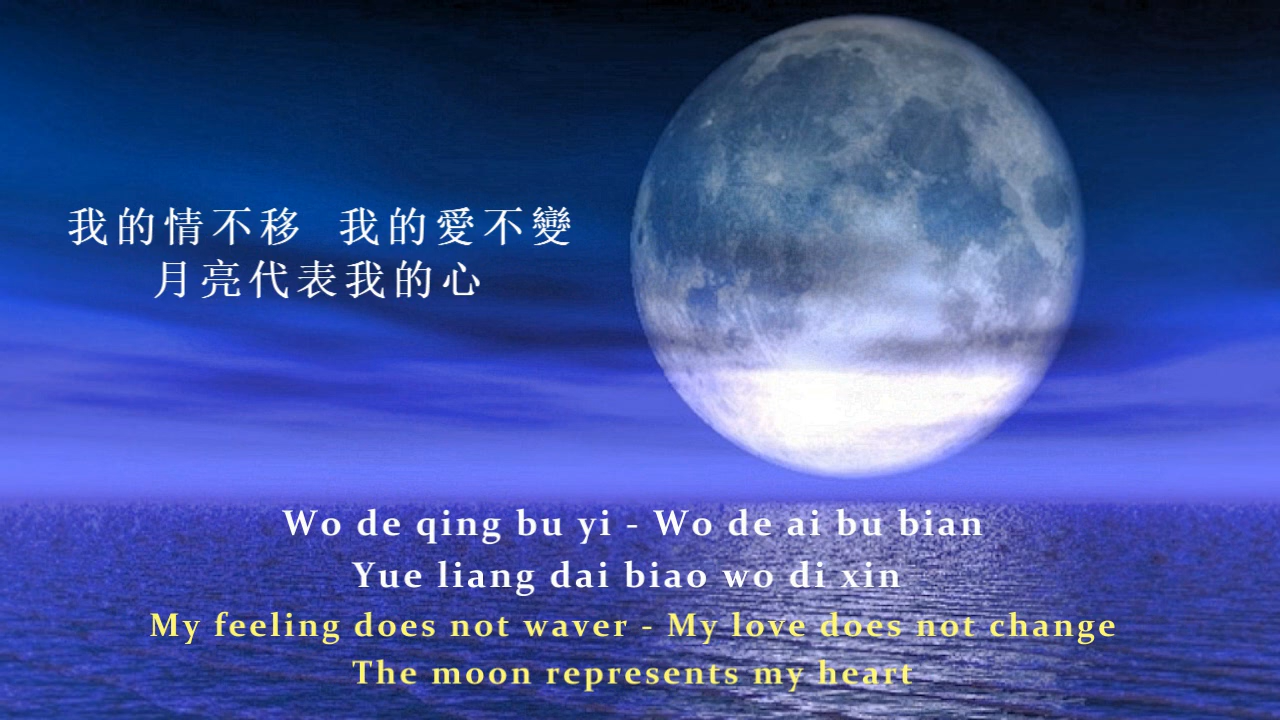 我的情不移 我的愛不變
月亮代表我的心
Wo de qing bu yi - Wo de ai bu bian
Yue liang dai biao wo di xin
My feeling does not waver - My love does not change
The moon represents my heart